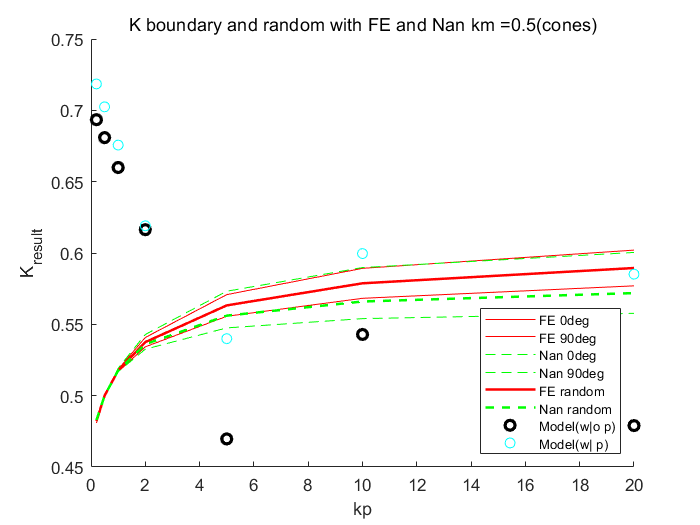 K boundary and random with FE and Nan km =0.5(cones)
0.75
0.7
0.65
0.6
0.55
0.5
0.45
K_result
0 2 4 6 8 10 12 14 16 18 20
kp
FE 0deg
FE 90deg
Nan 0deg
Nan 90deg
FE random
Nan random
Model(w|o p)
Model(w| p)